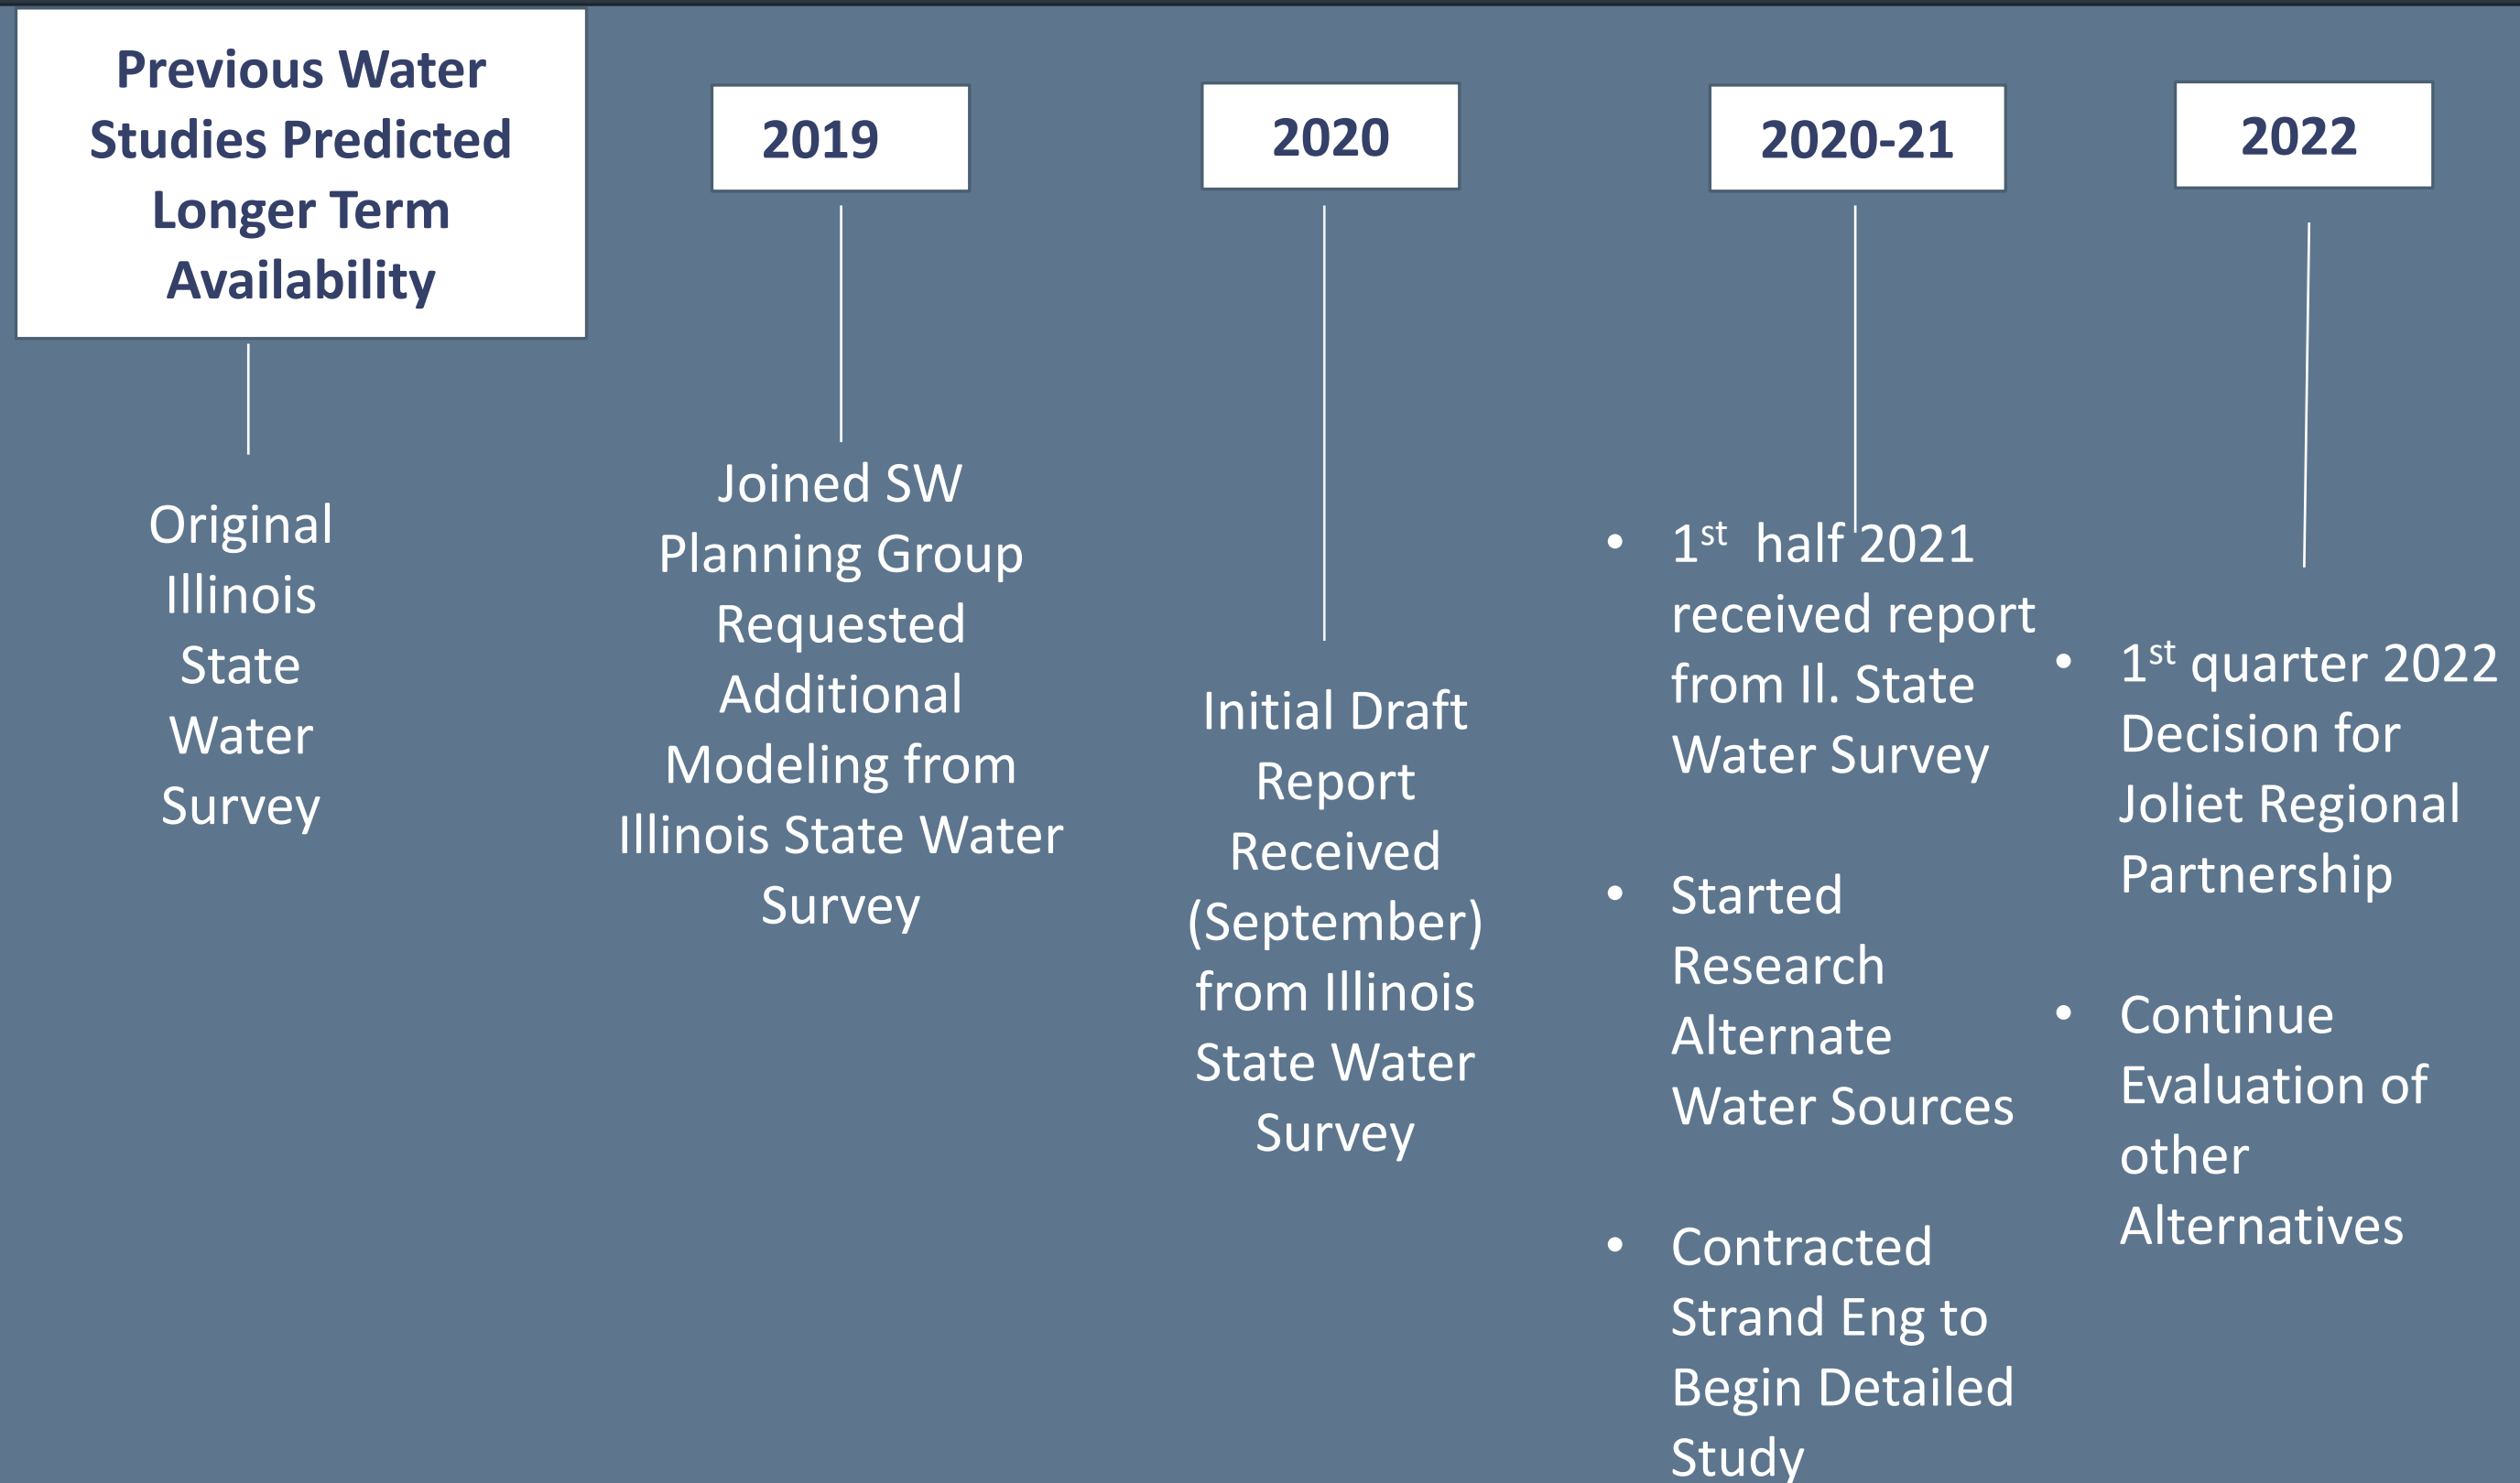 Previous Water
Studies Predicted
Longer Term
Availability
Original
Illinois
State
Water
Survey
2019
Joined SW
Planning Group
Requested
Additional
Modeling from
Illinois State Water
Survey
2020
Initial Draft
Report
Received
(September)
from Illinois
State Water
Survey
2020-21
• 1st half 2021
received report
from Il. State
Water Survey
• Started
Research
Alternate
Water Sources
• Contracted
Strand Eng to
Begin Detailed
Study
2022
• 1st quarter 2022
Decision for
Joliet Regional
Partnership
• Continue
Evaluation of
other
Alternatives